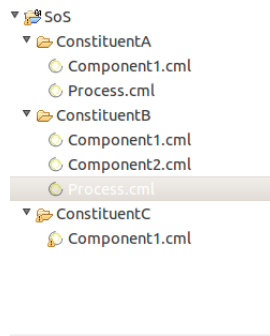 SoS
ConstituentA
Component1.cml
Process.cml
ConstituentB
Component1.cml
Component2.cml
Process.cml
ConstituentC
Component1.cml